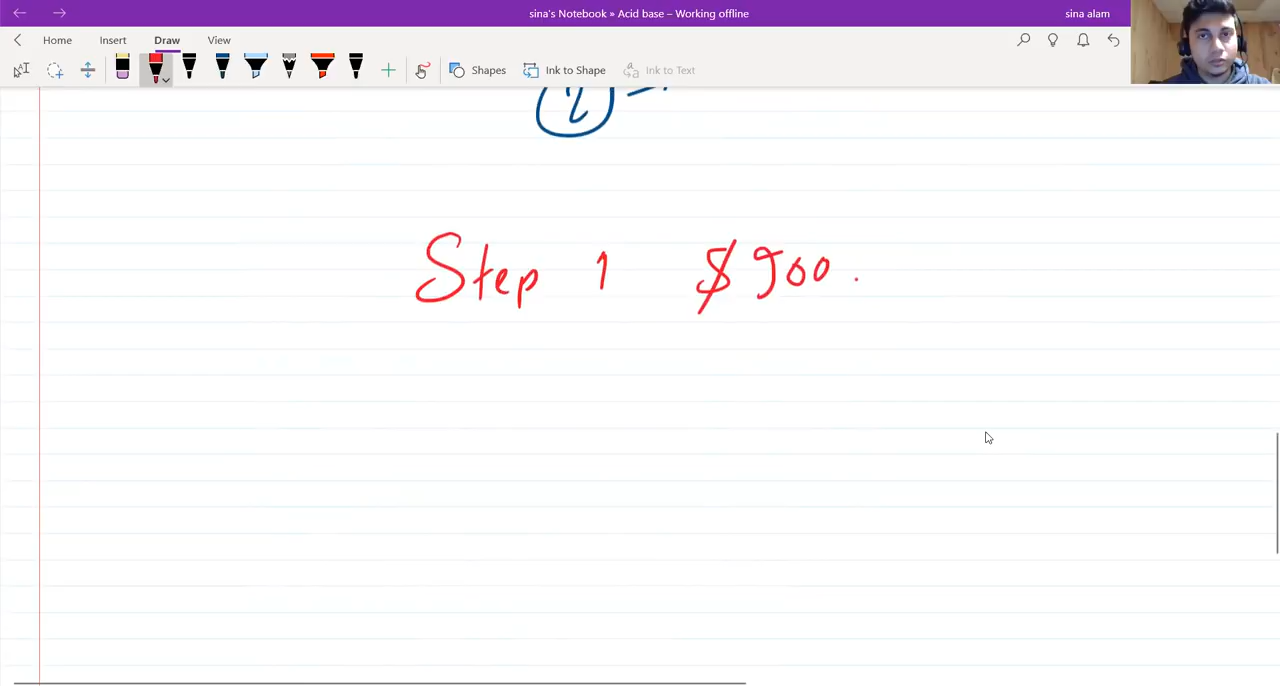 sina's Notebook » Acid base – Working offline
sina alam
Home Insert Draw View
Shapes Ink to Shape Ink to Text
Step 1 $900.